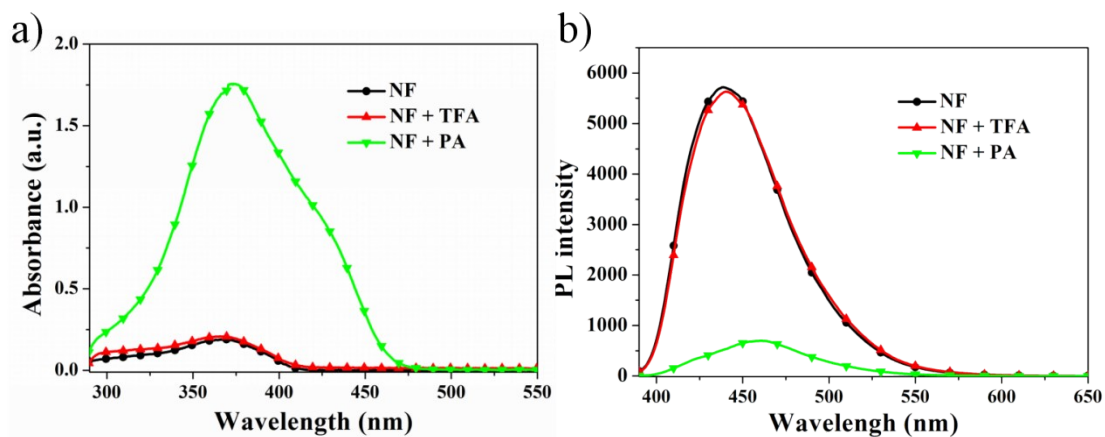 a)
2.0
1.5
1.0
0.5
0.0
Absorbance (a.u.)
NF
NF + TFA
NF + PA
300 350 400 450 500 550
Wavelength (nm)
b)
6000
5000
4000
3000
2000
1000
0
PL intensity
NF
NF + TFA
NF + PA
400 450 500 550 600 650
Wavelengh (nm)